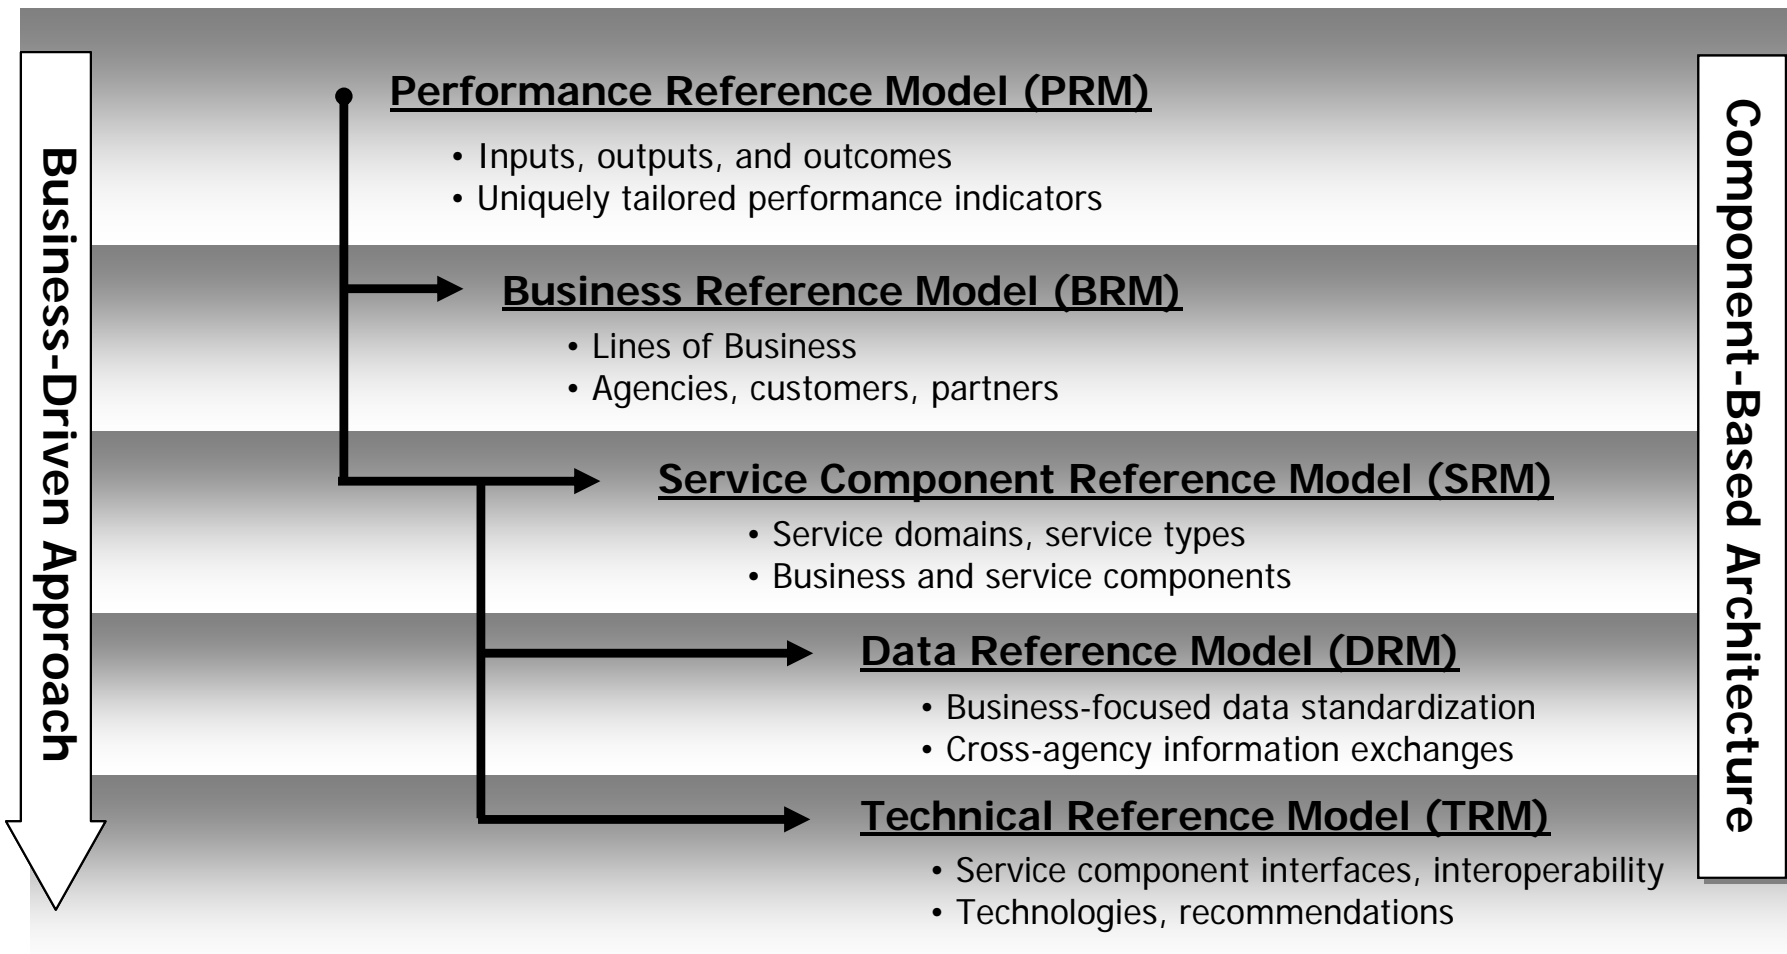 Business-Driven Approach
Performance Reference Model (PRM)
• Inputs, outputs, and outcomes
• Uniquely tailored performance indicators
Business Reference Model (BRM)
• Lines of Business
• Agencies, customers, partners
Service Component Reference Model (SRM)
• Service domains, service types
• Business and service components
Data Reference Model (DRM)
• Business-focused data standardization
• Cross-agency information exchanges
Technical Reference Model (TRM)
• Service component interfaces, interoperability
• Technologies, recommendations
Component-Based Architecture